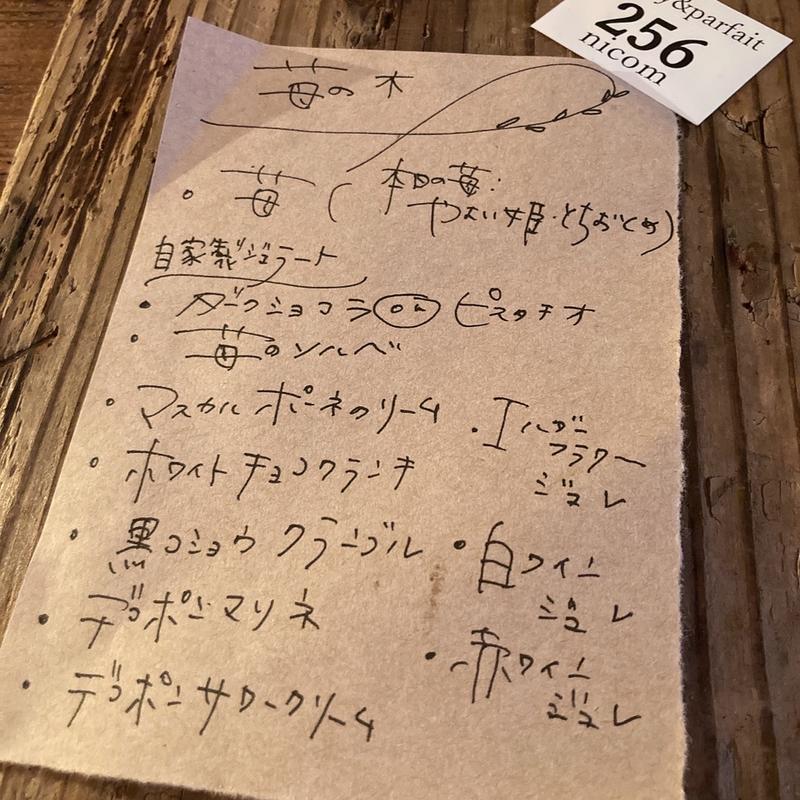 y&parfait
256
nicom
苺の木
・苺（本日の苺：
やよい姫・とちおとめ）
自家製ジェラート
・ダークショコラ or ピスタチオ
・苺のソルベ
・マスカルポーネクリーム
・エルダー
フラワー
ジュレ
・ホワイトチョコクランチ
・黒コショウクランブル
・白ワイン
ジュレ
・デコポンマリネ
・赤ワイン
ジュレ
・デコポンサワークリーム